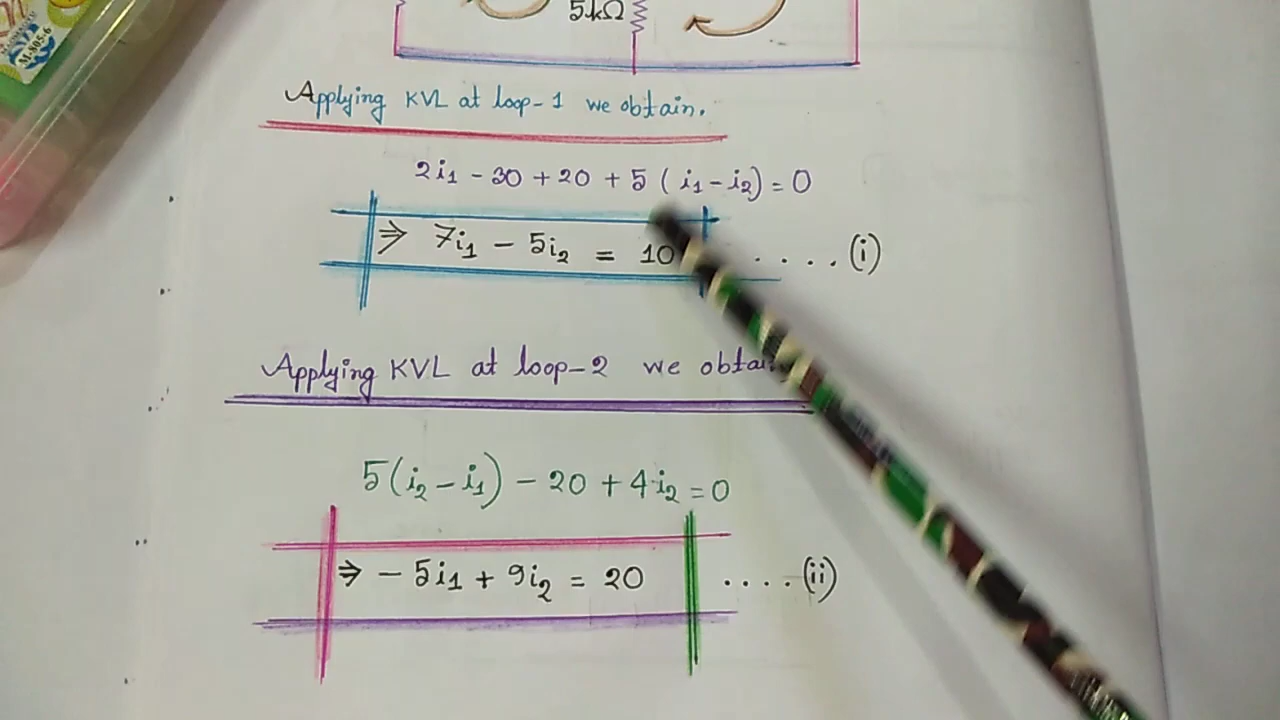 5kΩ
Applying KVL at loop-1 we obtain.
2i₁ - 30 + 20 + 5 (i₁ - i₂) = 0
⇒ 7i₁ - 5i₂ = 10 ....(i)
Applying KVL at loop-2 we obtain
5(i₂ - i₁) - 20 + 4i₂ = 0
⇒ - 5i₁ + 9i₂ = 20 ....(ii)